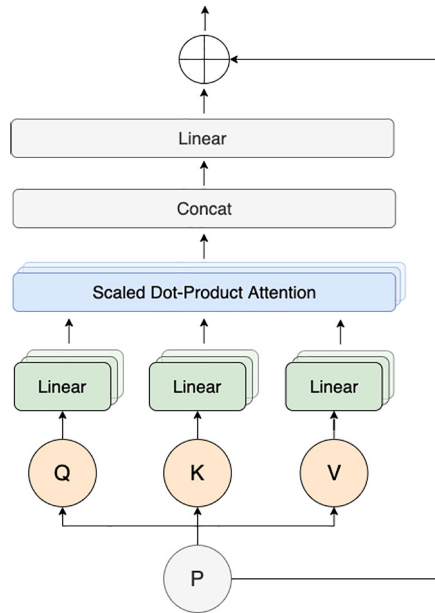 Linear
Concat
Scaled Dot-Product Attention
Linear Linear Linear
Q K V
P